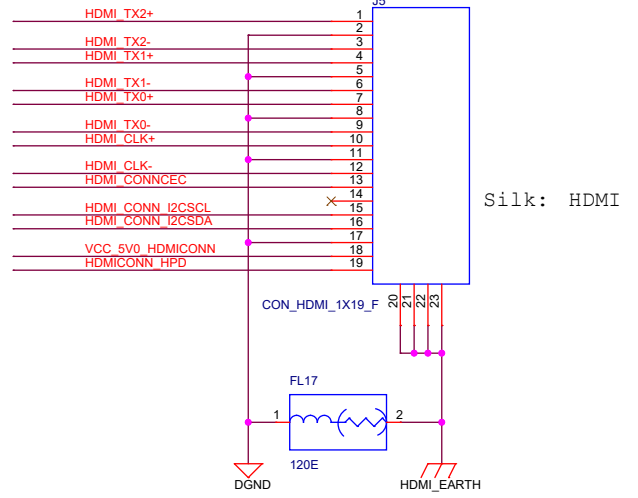 J5
HDMI_TX2+ 1
2
HDMI_TX2- 3
HDMI_TX1+ 4
5
HDMI_TX1- 6
HDMI_TX0+ 7
8
HDMI_TX0- 9
HDMI_CLK+ 10
11
HDMI_CLK- 12
HDMI_CONNCEC 13
14
HDMI_CONN_I2CSCL 15
HDMI_CONN_I2CSDA 16
17
VCC_5V0_HDMICONN 18
HDMICONN_HPD 19
Silk: HDMI
CON_HDMI_1X19_F
20 21 22 23
FL17
1 2
120E
DGND HDMI_EARTH